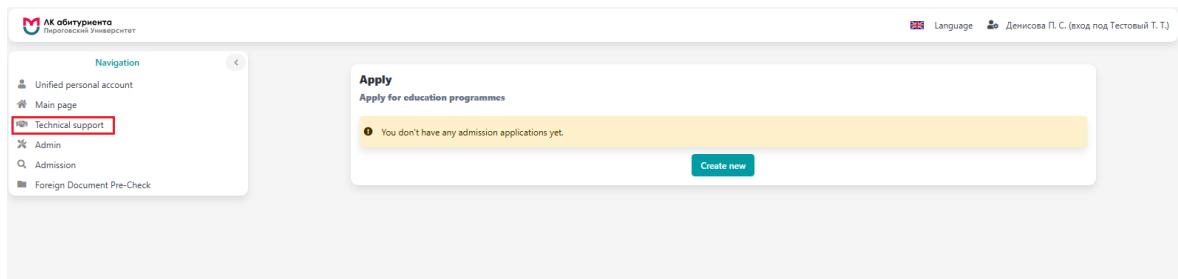 ЛК абитуриента
Пироговский Университет
Language
Денисова П. С. (вход под Тестовый Т. Т.)
Navigation
Unified personal account
Main page
Technical support
Admin
Admission
Foreign Document Pre-Check
Apply
Apply for education programmes
You don't have any admission applications yet.
Create new